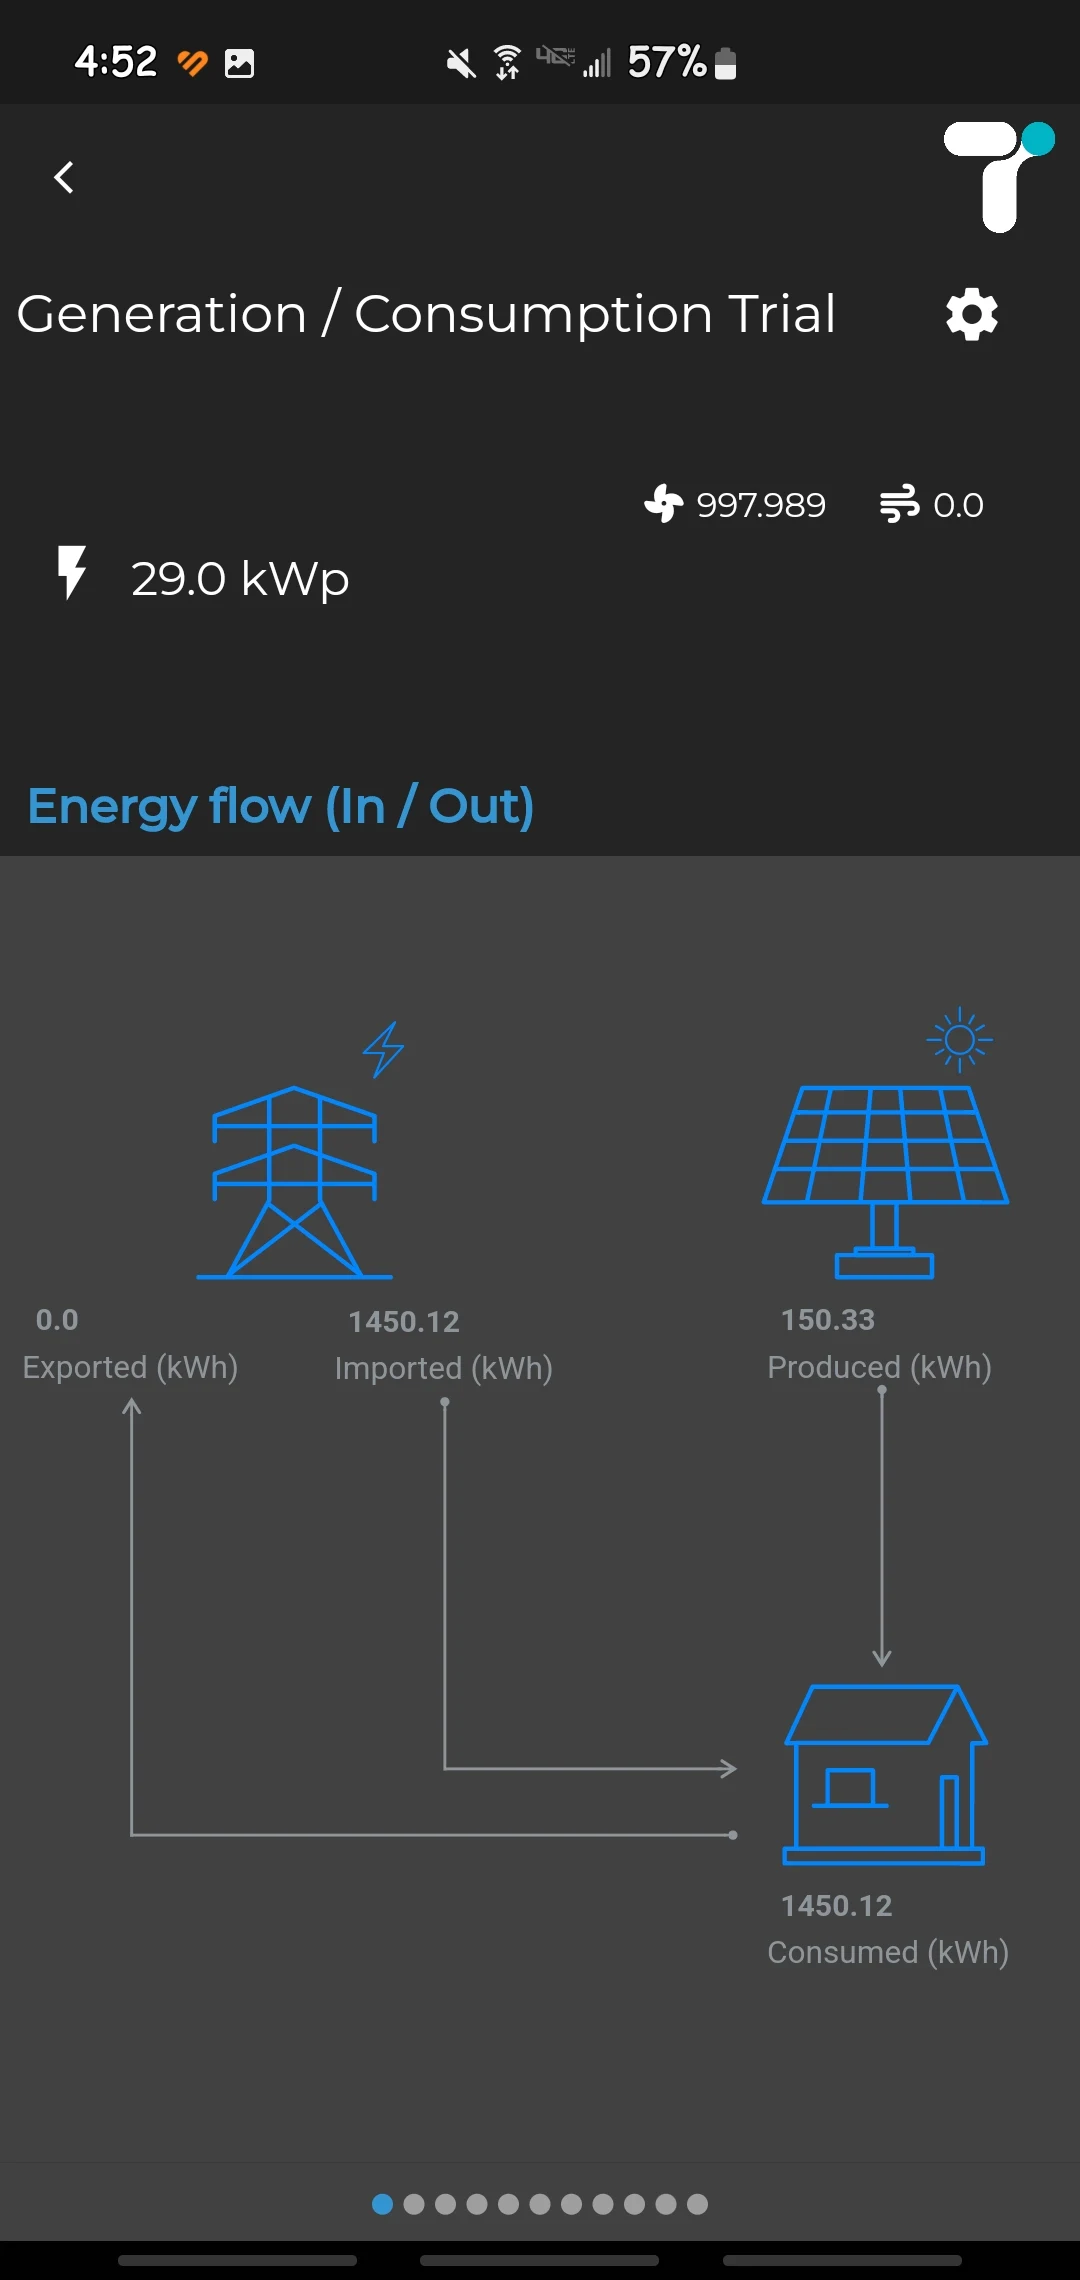 4:52
57%
Generation / Consumption Trial
997.989 0.0
29.0 kWp
Energy flow (In / Out)
0.0 1450.12 150.33
Exported (kWh) Imported (kWh) Produced (kWh)
1450.12
Consumed (kWh)